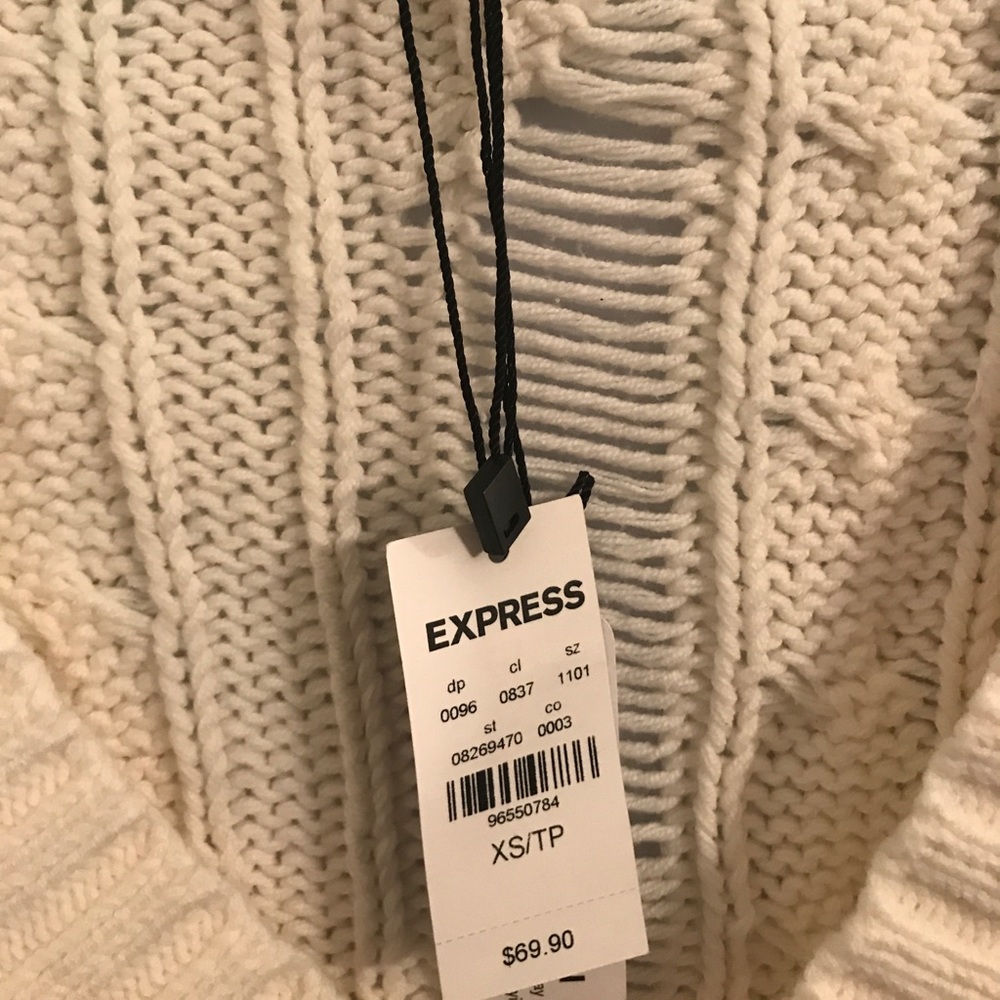 EXPRESS
dp cl sz
0096 0837 1101
st co
08269470 0003
96550784
XS/TP
$69.90